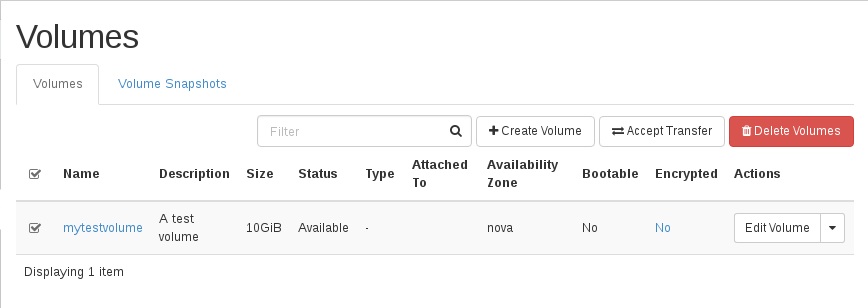 Volumes
Volumes Volume Snapshots
Filter Create Volume Accept Transfer Delete Volumes
Name Description Size Status Type Attached To Availability Zone Bootable Encrypted Actions
mytestvolume A test volume 10GiB Available - nova No No Edit Volume
Displaying 1 item